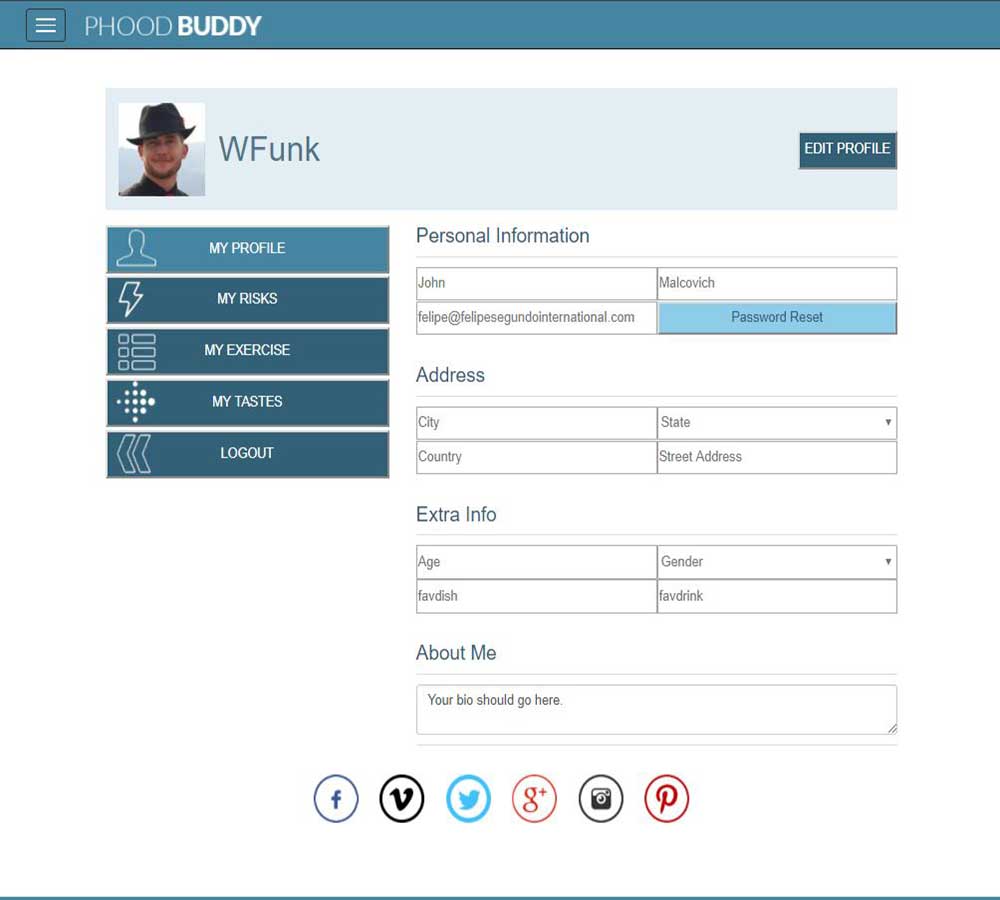 PHOOD BUDDY
WFunk
EDIT PROFILE
MY PROFILE
MY RISKS
MY EXERCISE
MY TASTES
LOGOUT
Personal Information
John Malcovich
felipe@felipesegundointernational.com Password Reset
Address
City State
Country Street Address
Extra Info
Age Gender
favdish favdrink
About Me
Your bio should go here.
f V g+ p